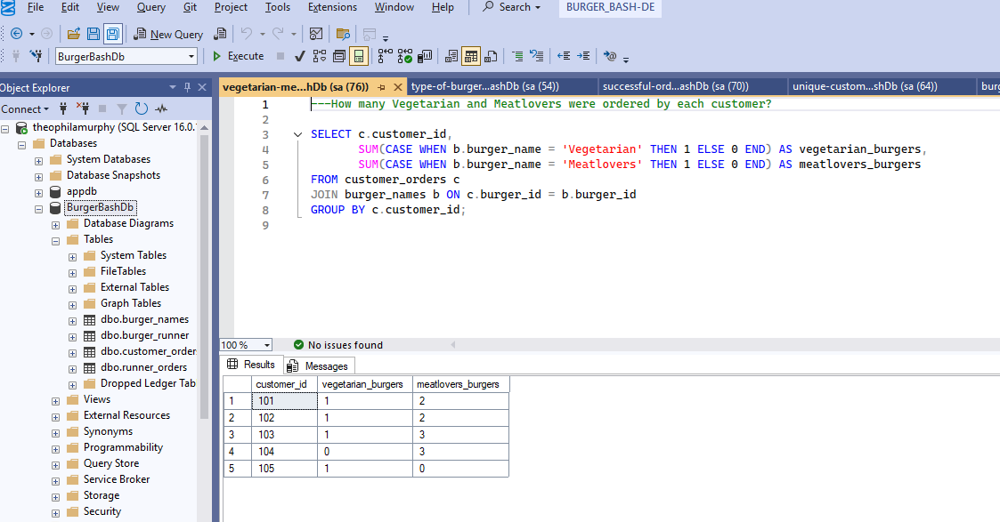 File Edit View Query Git Project Tools Extensions Window Help Search BURGER_BASH-DE
New Query
BurgerBashDb Execute
Object Explorer
Connect
theophilamurphy (SQL Server 16.0.
Databases
System Databases
Database Snapshots
appdb
BurgerBashDb
Database Diagrams
Tables
System Tables
FileTables
External Tables
Graph Tables
dbo.burger_names
dbo.burger_runner
dbo.customer_order
dbo.runner_orders
Dropped Ledger Tab
Views
External Resources
Synonyms
Programmability
Query Store
Service Broker
Storage
Security
vegetarian-me...hDb (sa (76)) type-of-burger...ashDb (sa (54)) successful-ord...ashDb (sa (70)) unique-custom...shDb (sa (64)) burg
1 ---How many Vegetarian and Meatlovers were ordered by each customer?
2
3 SELECT c.customer_id,
4 SUM(CASE WHEN b.burger_name = 'Vegetarian' THEN 1 ELSE 0 END) AS vegetarian_burgers,
5 SUM(CASE WHEN b.burger_name = 'Meatlovers' THEN 1 ELSE 0 END) AS meatlovers_burgers
6 FROM customer_orders c
7 JOIN burger_names b ON c.burger_id = b.burger_id
8 GROUP BY c.customer_id;
9
100 % No issues found
Results Messages
customer_id vegetarian_burgers meatlovers_burgers
1 101 1 2
2 102 1 2
3 103 1 3
4 104 0 3
5 105 1 0